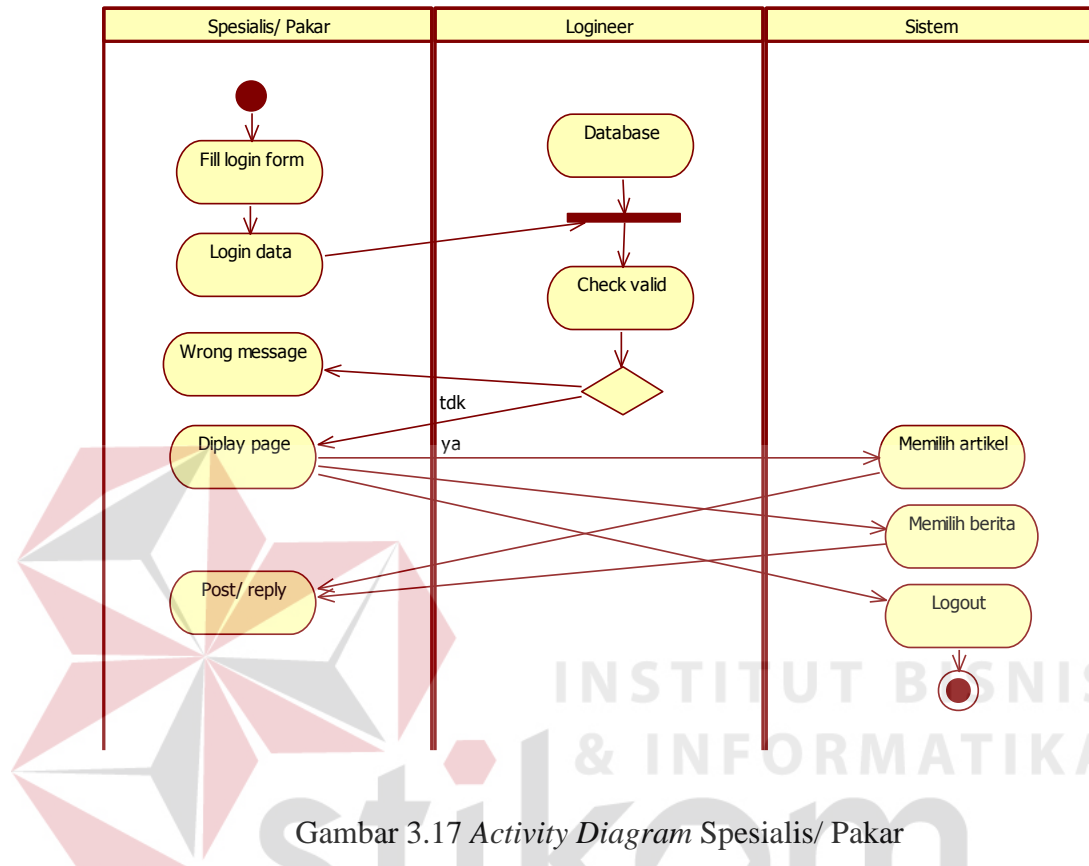 Spesialis/ Pakar
Logineer
Sistem
Fill login form
Database
Login data
Check valid
Wrong message
tdk
Diplay page
ya
Memilih artikel
Memilih berita
Post/ reply
Logout
INSTITUT BISNIS
& INFORMATIKA
stikom
Gambar 3.17 Activity Diagram Spesialis/ Pakar